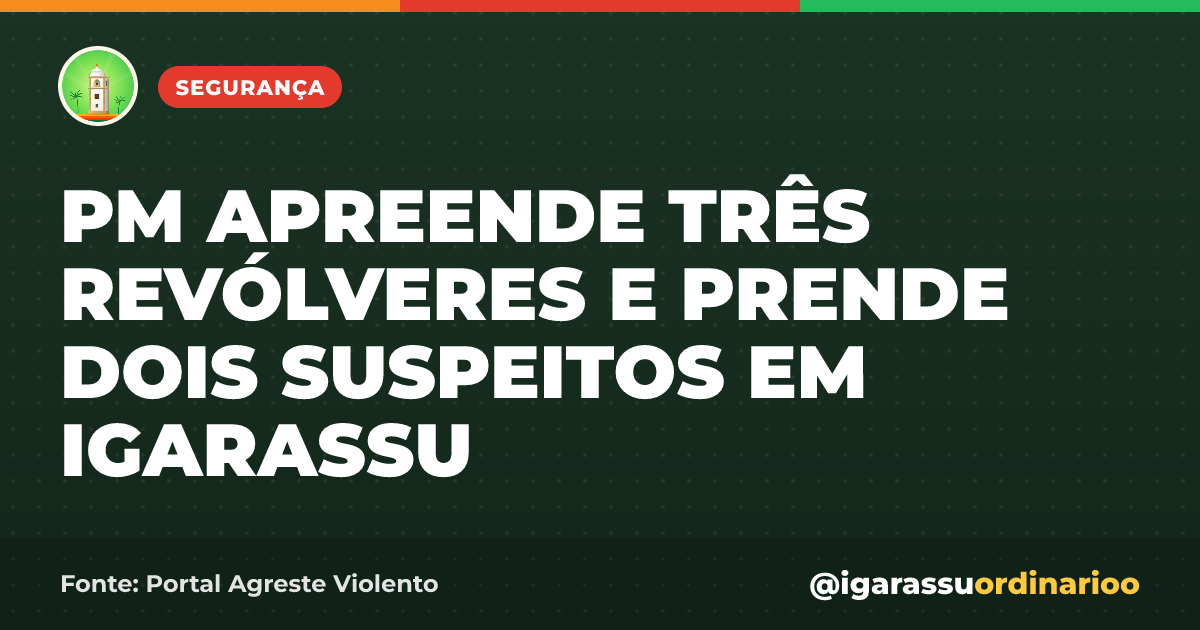 SEGURANÇA
PM APREENDE TRÊS
REVÓLVERES E PRENDE
DOIS SUSPEITOS EM
IGARASSU
Fonte: Portal Agreste Violento
@igarassuordinarioo